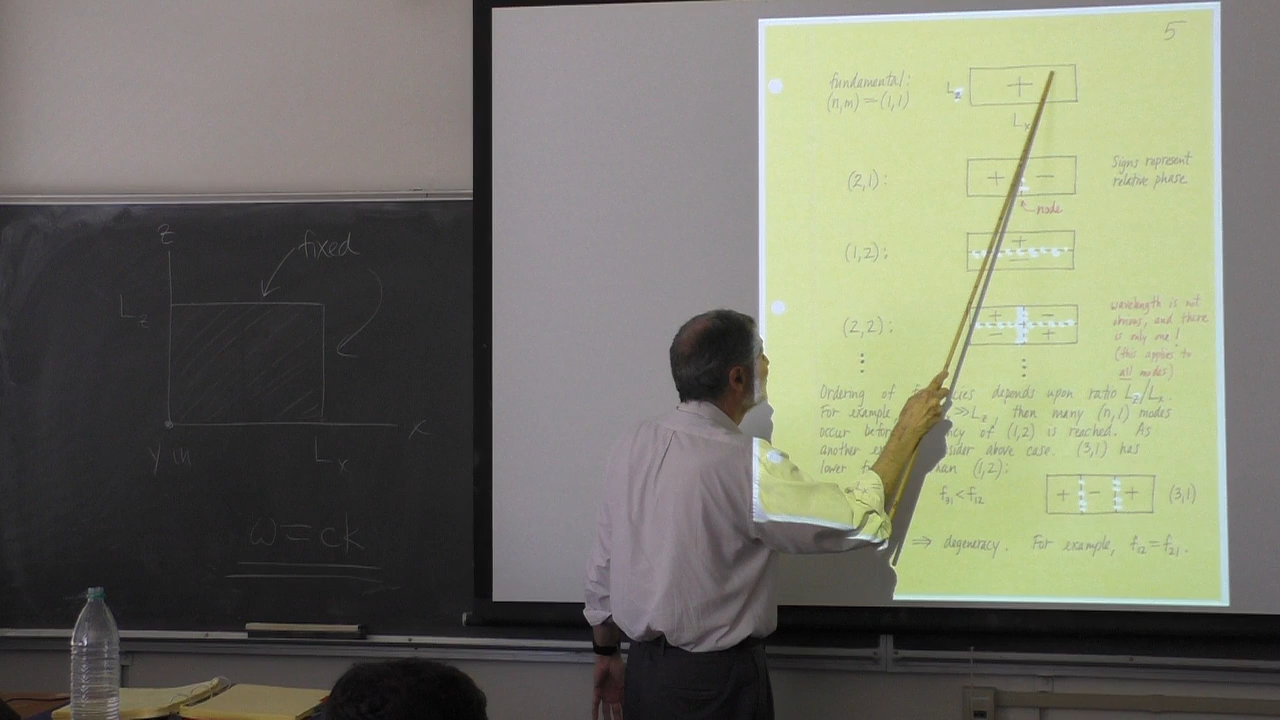 z
fixed
L_z
x
y in
L_x
ω = ck
5
fundamental:
(n,m) = (1,1)
+
L_z
L_x
(2,1):
+ −
node
Signs represent
relative phase
(1,2):
+
−
(2,2):
+ −
− +
wavelength is not
obvious, and there
is only one!
(this applies to
all modes)
Ordering of depends upon ratio L_z/L_x.
For example, ≫ L_z, then many (n,1) modes
occur of (1,2) is reached. As
another above case. (3,1) has
lower (1,2):
f_31 < f_12
+ − +
(3,1)
⇒ degeneracy. For example, f_12 = f_21.